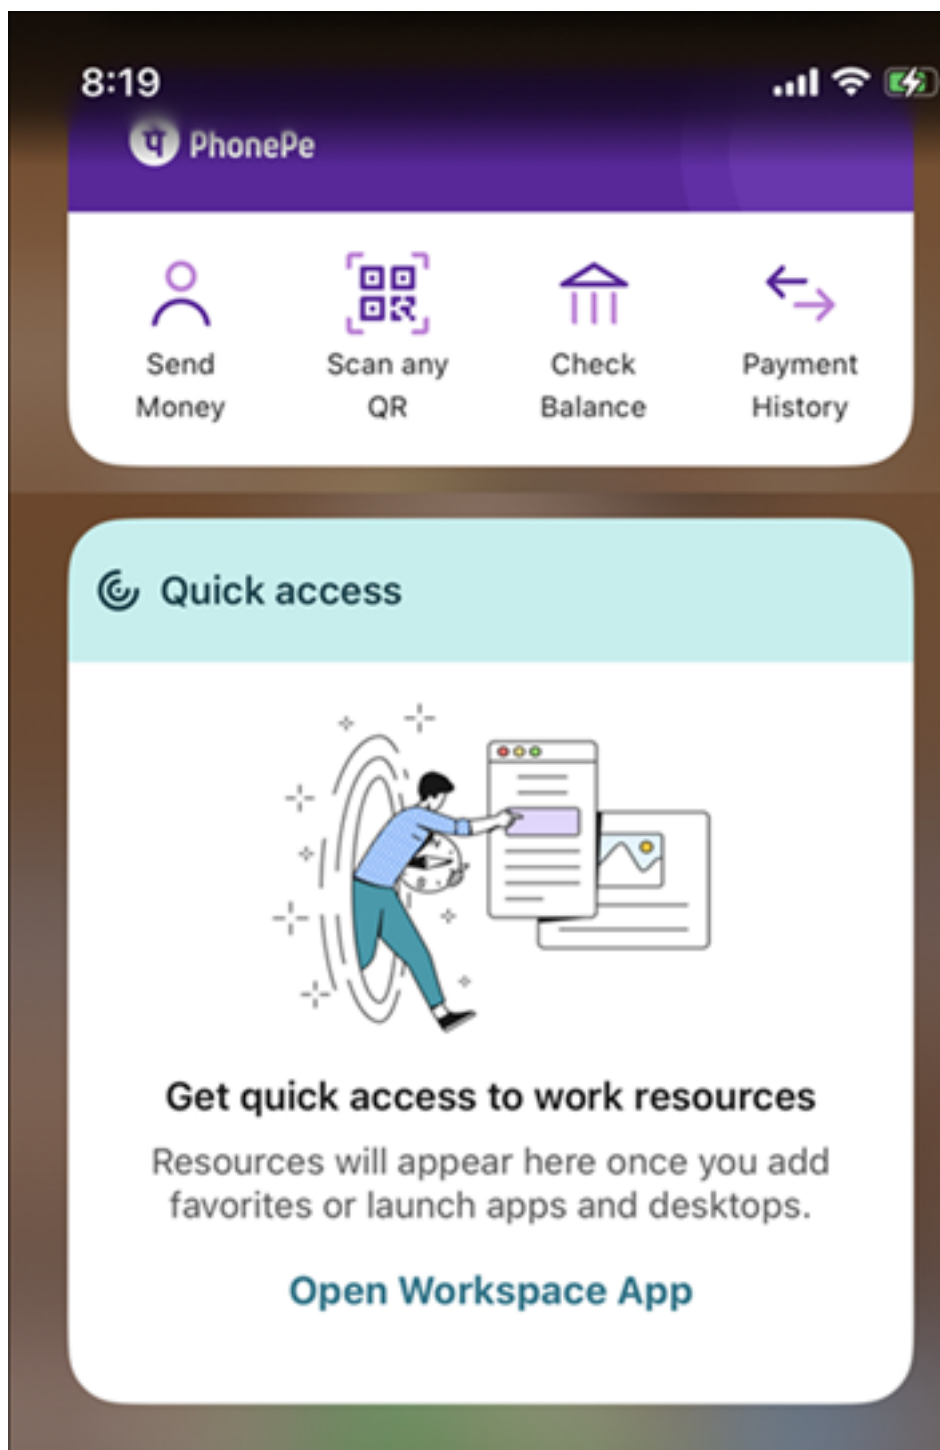 8:19
पे PhonePe
Send
Money
Scan any
QR
Check
Balance
Payment
History
Quick access
Get quick access to work resources
Resources will appear here once you add
favorites or launch apps and desktops.
Open Workspace App